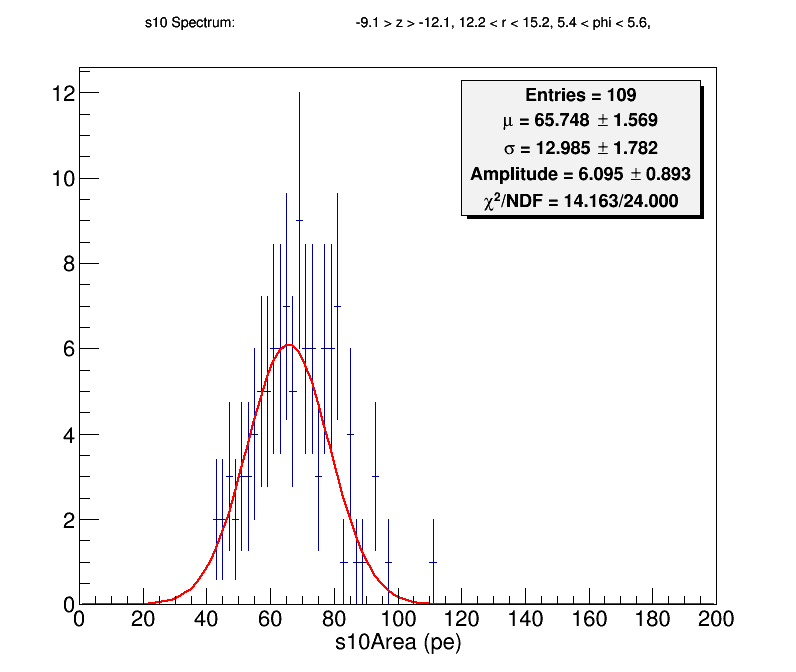 s10 Spectrum: -9.1 > z > -12.1, 12.2 < r < 15.2, 5.4 < phi < 5.6,
Entries = 109
μ = 65.748 ± 1.569
σ = 12.985 ± 1.782
Amplitude = 6.095 ± 0.893
χ²/NDF = 14.163/24.000
12
10
8
6
4
2
0
0 20 40 60 80 100 120 140 160 180 200
s10Area (pe)